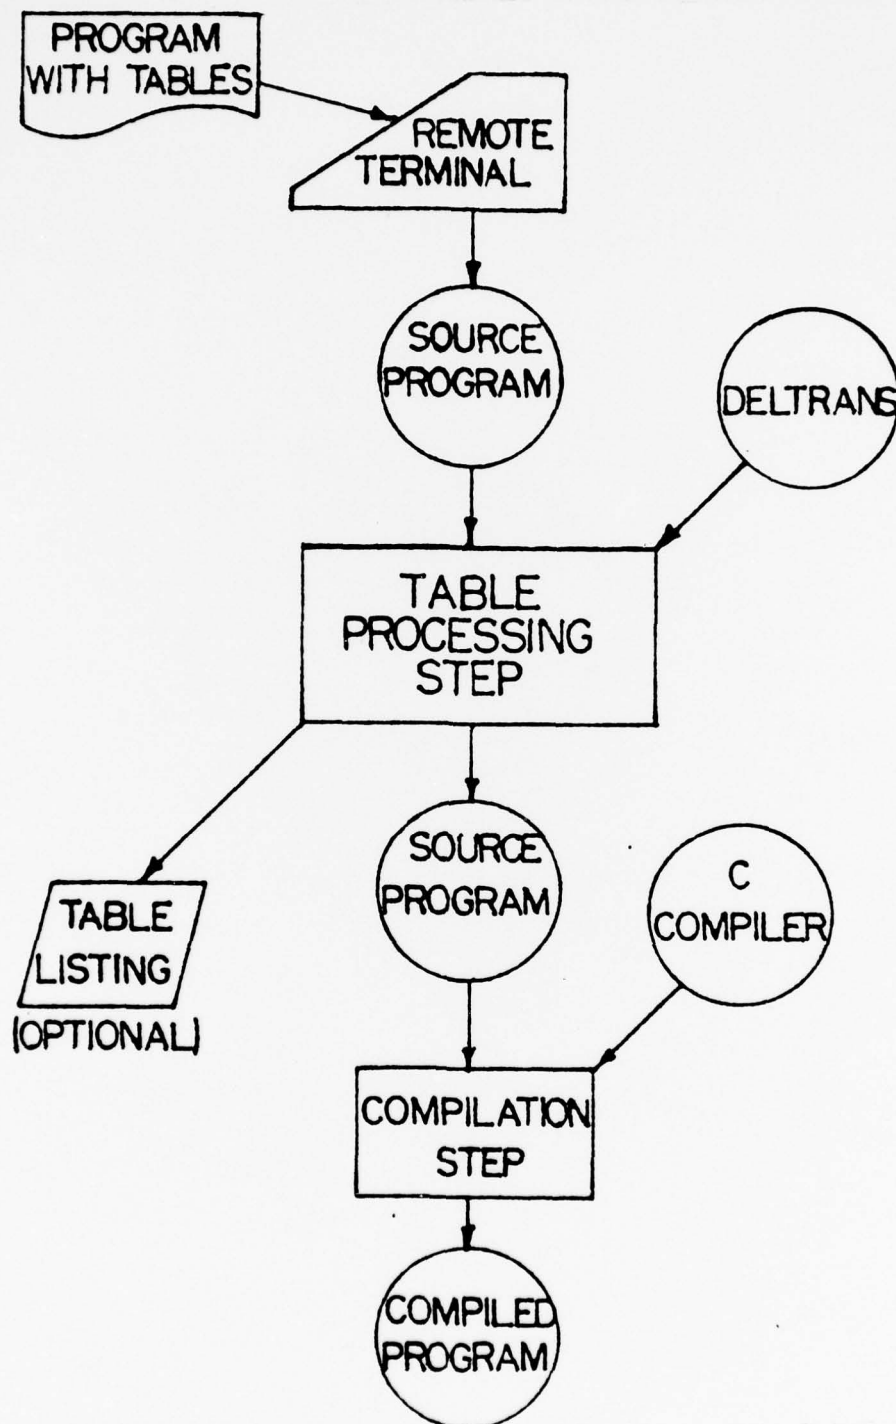 PROGRAM
WITH TABLES
REMOTE
TERMINAL
SOURCE
PROGRAM
DELTRANS
TABLE
PROCESSING
STEP
SOURCE
PROGRAM
C
COMPILER
TABLE
LISTING
(OPTIONAL)
COMPILATION
STEP
COMPILED
PROGRAM